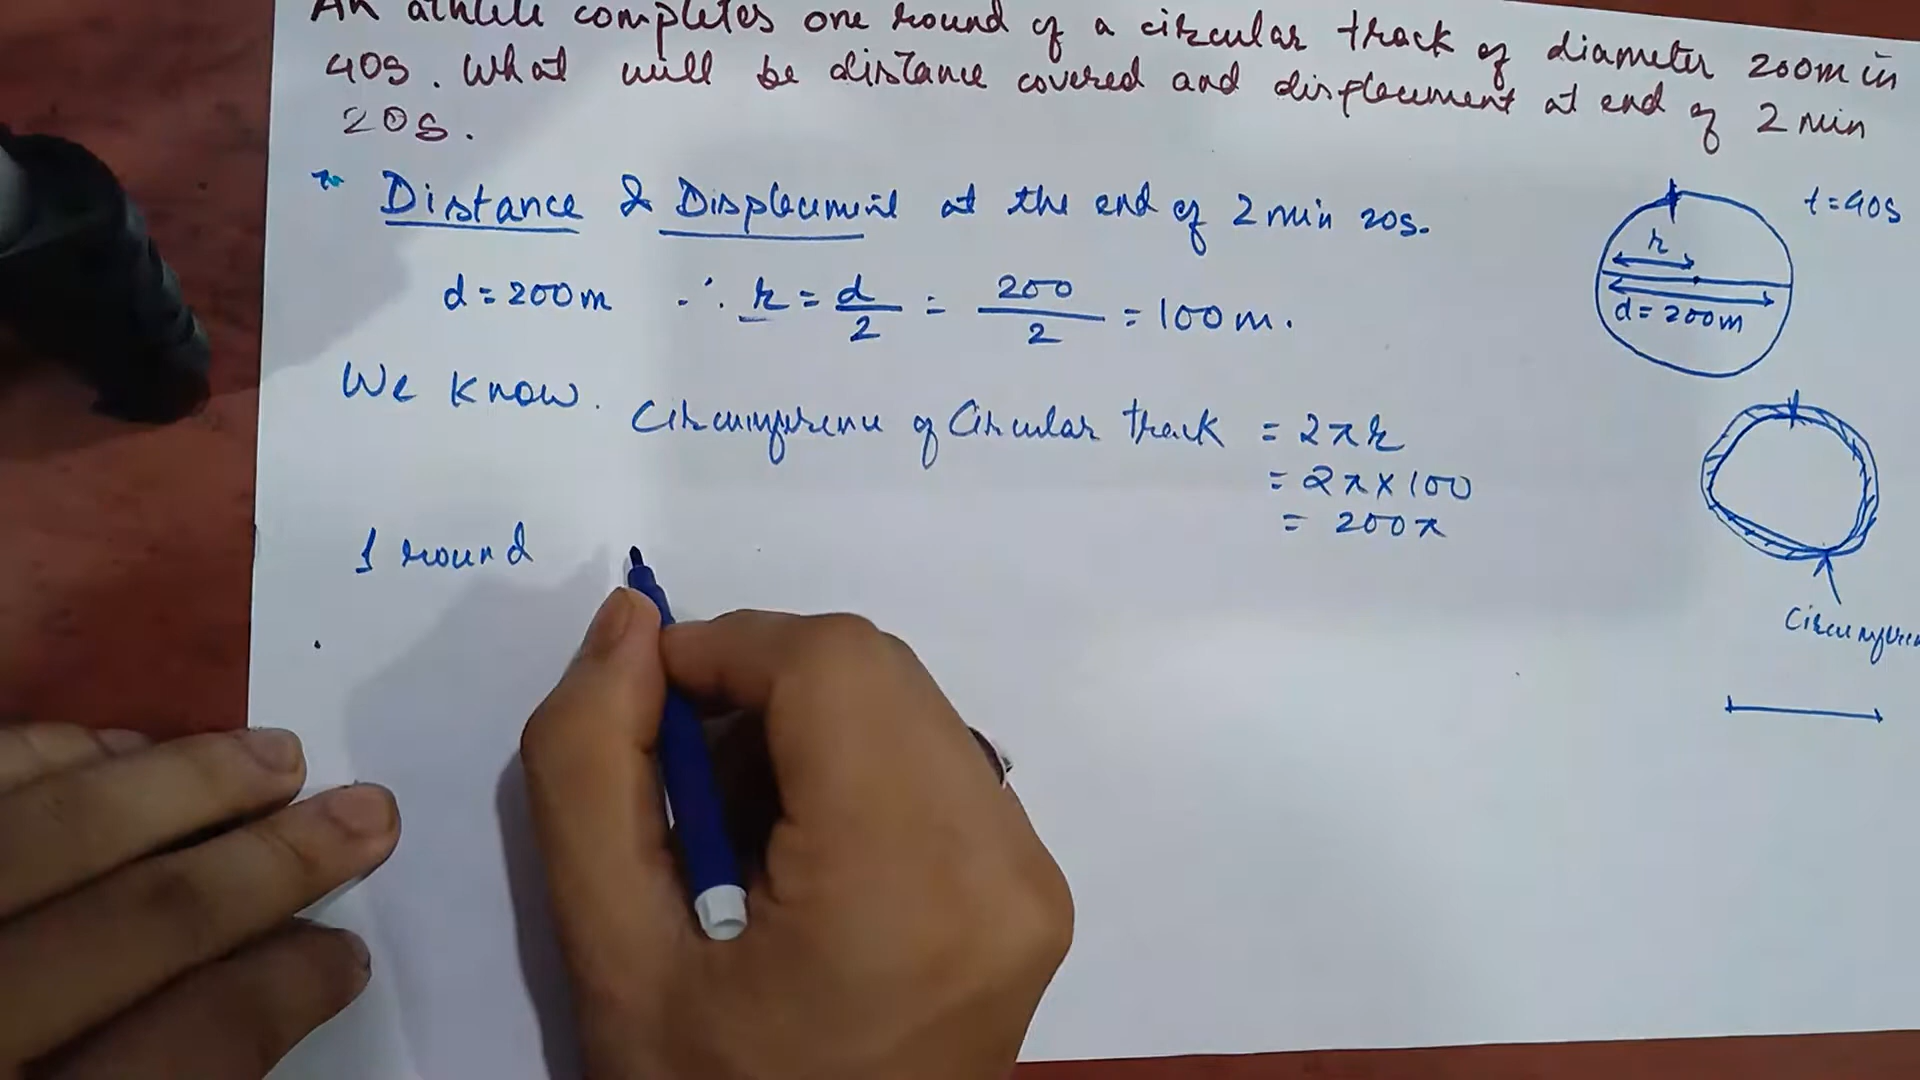 An athlete completes one round of a circular track of diameter 200m in
40s. What will be distance covered and displacement at end of 2 min
20s.
Distance & Displacement at the end of 2 min 20s.
t = 40s
r
d = 200m
d = 200m ∴ r = d/2 = 200/2 = 100m.
We know. Circumference of Circular track = 2πr
= 2π×100
= 200π
1 round